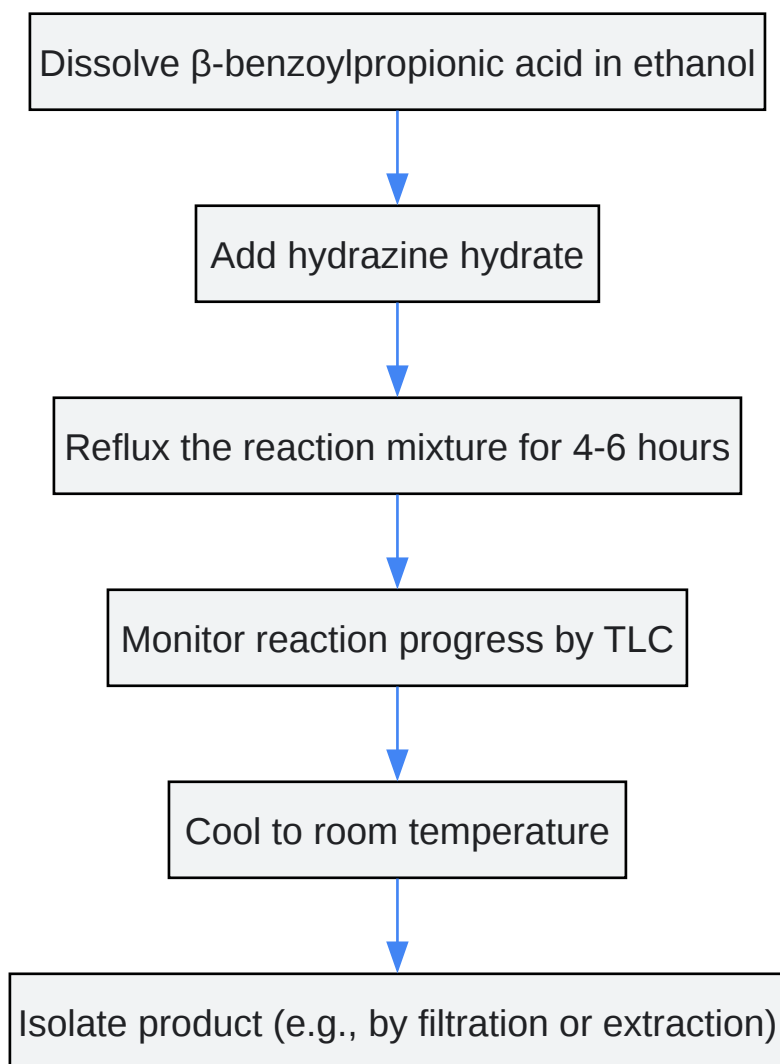 Dissolve β-benzoylpropionic acid in ethanol
Add hydrazine hydrate
Reflux the reaction mixture for 4-6 hours
Monitor reaction progress by TLC
Cool to room temperature
Isolate product (e.g., by filtration or extraction)